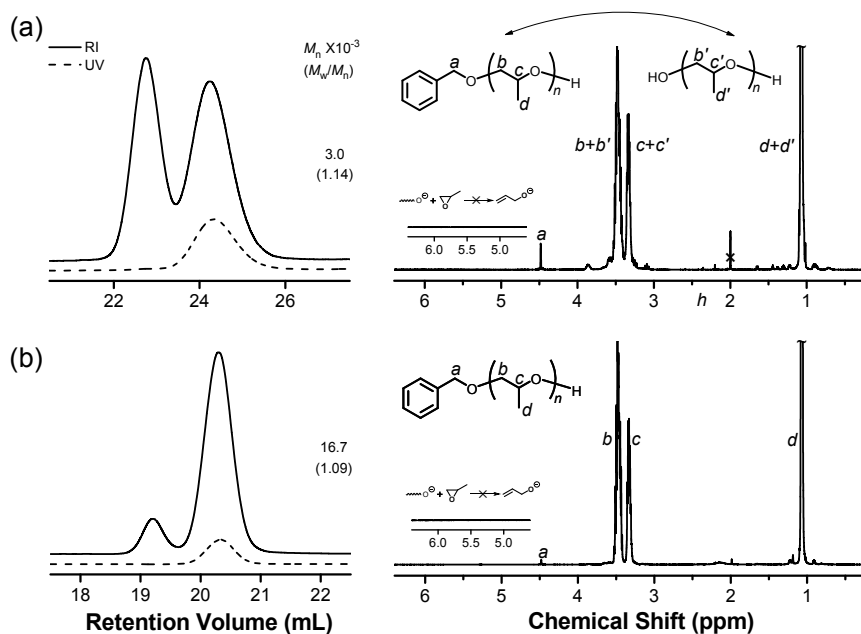 (a)
RI
UV
Mn X10-3
(Mw/Mn)
3.0
(1.14)
22 24 26
a
O
b
c
O
H
n
d
HO
b'
c'
O
H
n
d'
b+b'
c+c'
d+d'
O⊖ + O ✕→ O⊖
6.0 5.5 5.0
a
×
6 5 4 3 h 2 1
(b)
16.7
(1.09)
18 19 20 21 22
Retention Volume (mL)
a
O
b
c
O
H
n
d
b
c
d
O⊖ + O ✕→ O⊖
6.0 5.5 5.0
a
6 5 4 3 2 1
Chemical Shift (ppm)